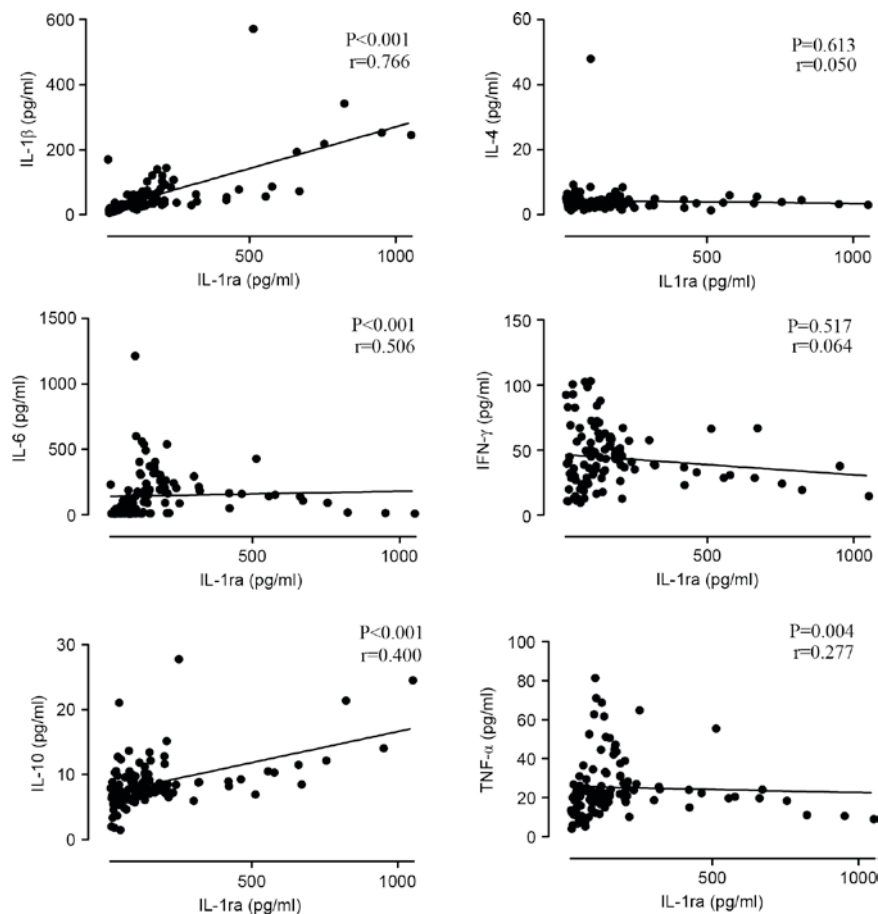 600
400
200
0
IL-1β (pg/ml)
P<0.001
r=0.766
500
1000
IL-1ra (pg/ml)
60
40
20
0
IL-4 (pg/ml)
P=0.613
r=0.050
500
1000
IL1ra (pg/ml)
1500
1000
500
0
IL-6 (pg/ml)
P<0.001
r=0.506
500
1000
IL-1ra (pg/ml)
150
100
50
0
IFN-γ (pg/ml)
P=0.517
r=0.064
500
1000
IL-1ra (pg/ml)
30
20
10
0
IL-10 (pg/ml)
P<0.001
r=0.400
500
1000
IL-1ra (pg/ml)
100
80
60
40
20
0
TNF-α (pg/ml)
P=0.004
r=0.277
500
1000
IL-1ra (pg/ml)